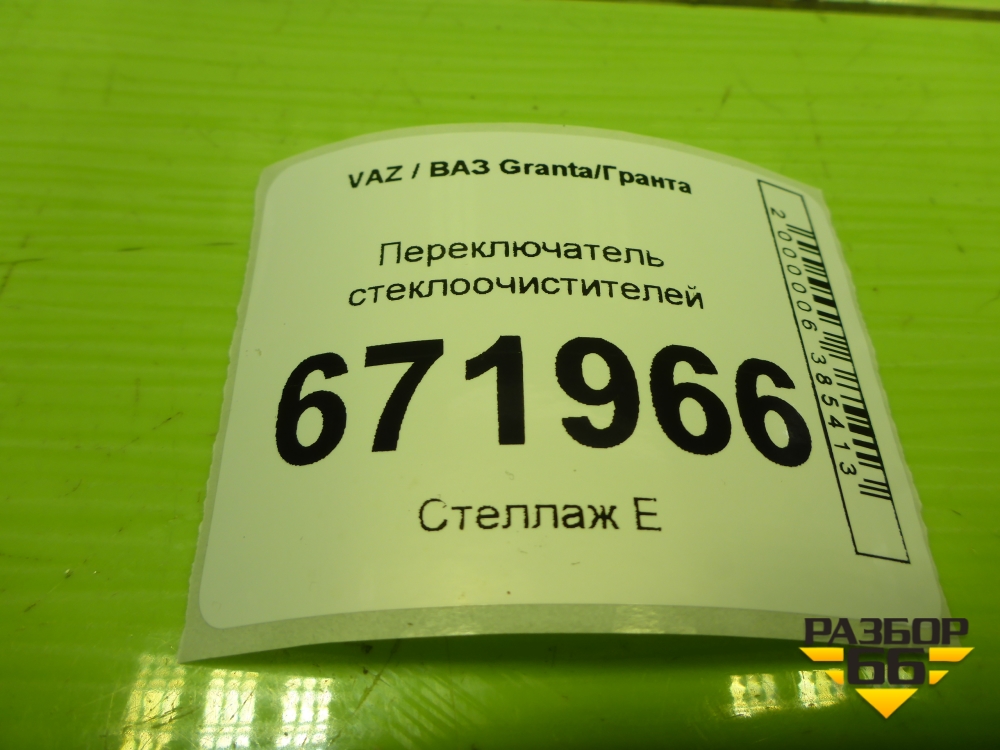 VAZ / ВАЗ Granta/Гранта
Переключатель
стеклоочистителей
671966
Стеллаж Е
2000006385413
РАЗБОР
66